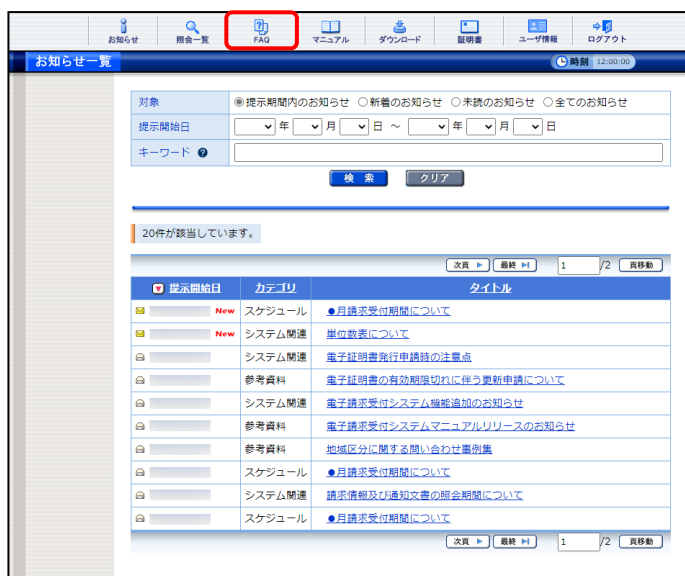 お知らせ 照会一覧 FAQ マニュアル ダウンロード 証明書 ユーザ情報 ログアウト
お知らせ一覧 時刻 12:00:00
対象 提示期間内のお知らせ 新着のお知らせ 未読のお知らせ 全てのお知らせ
提示開始日 年 月 日 ～ 年 月 日
キーワード ?
検 索 クリア
20件が該当しています。
次頁 最終 1 /2 頁移動
提示開始日 カテゴリ タイトル
New スケジュール ●月請求受付期間について
New システム関連 単位数表について
システム関連 電子証明書発行申請時の注意点
参考資料 電子証明書の有効期限切れに伴う更新申請について
システム関連 電子請求受付システム機能追加のお知らせ
参考資料 電子請求受付システムマニュアルリリースのお知らせ
参考資料 地域区分に関する問い合わせ事例集
スケジュール ●月請求受付期間について
システム関連 請求情報及び通知文書の照会期間について
スケジュール ●月請求受付期間について
次頁 最終 1 /2 頁移動